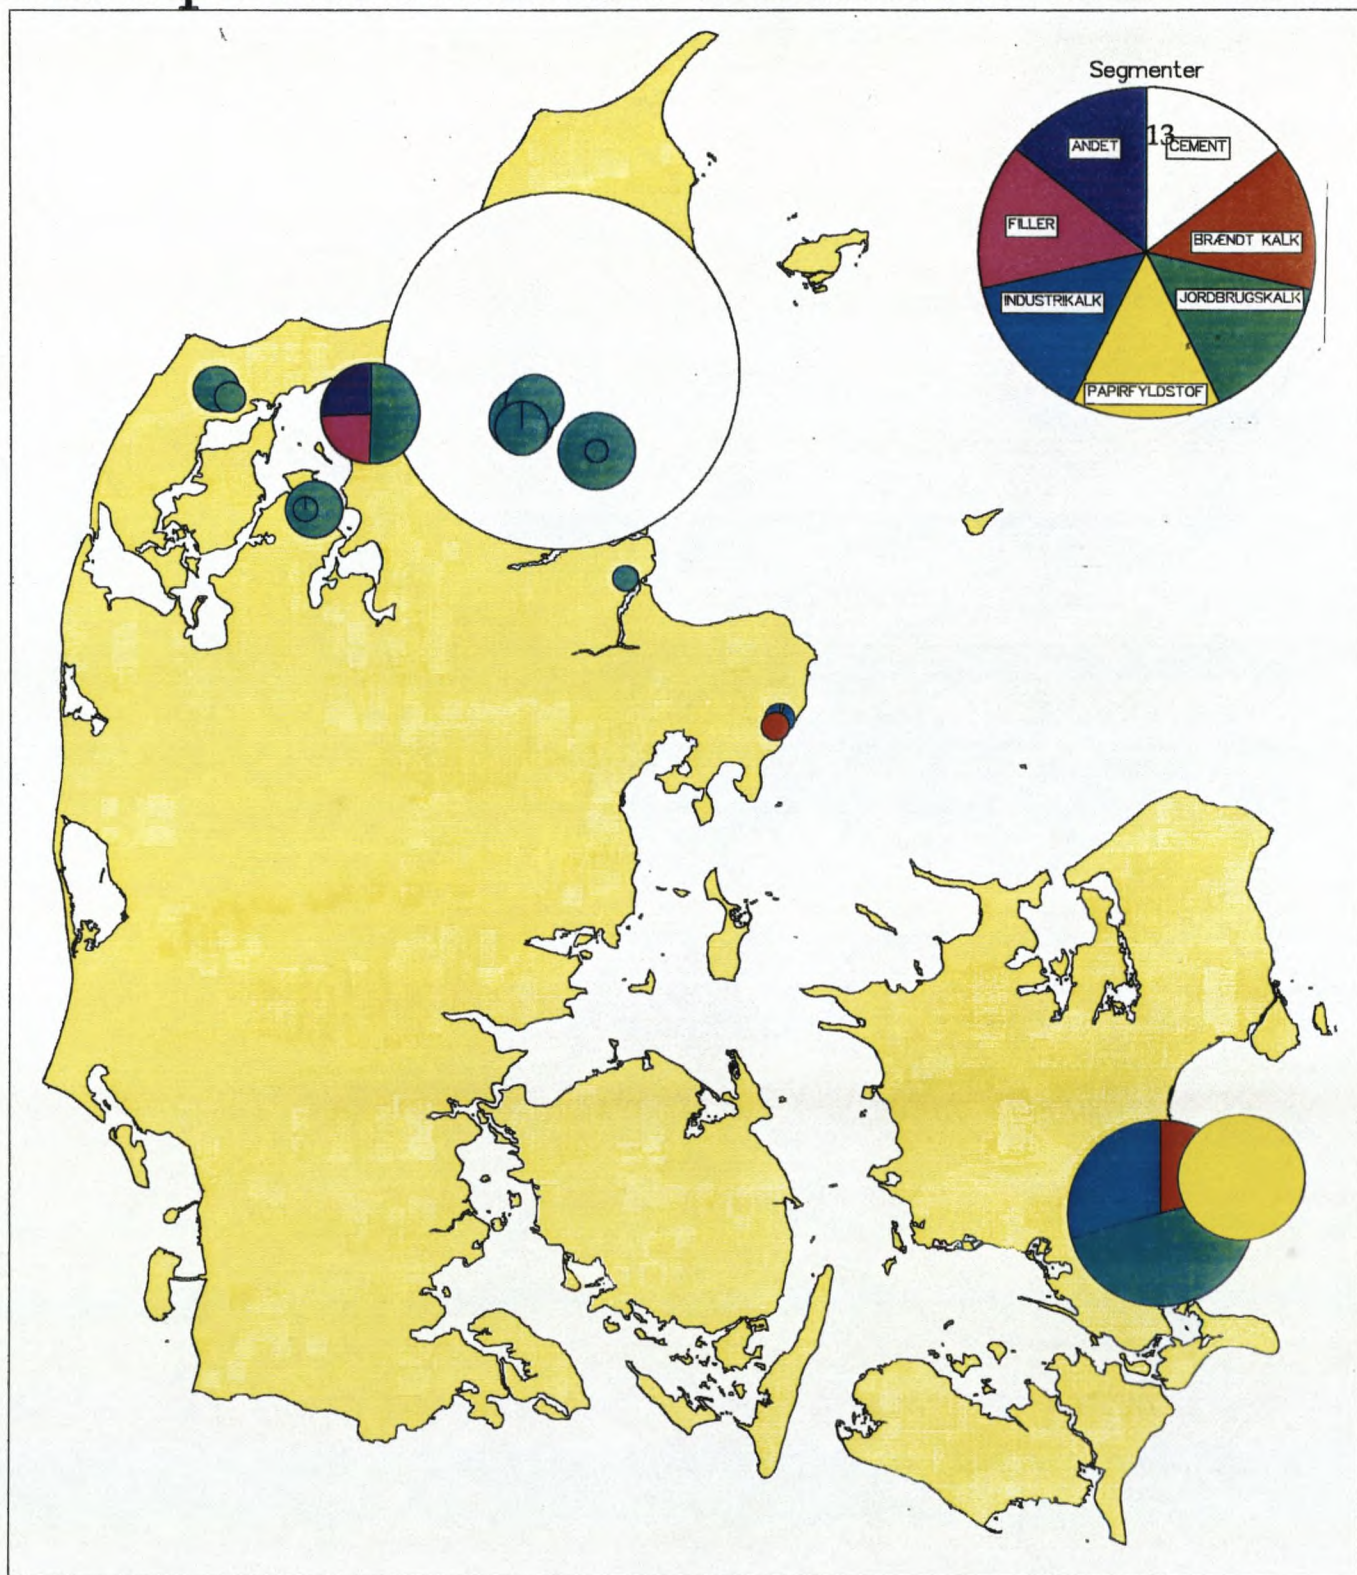 Segmenter
13
ANDET
CEMENT
FILLER
BRÆNDT KALK
INDUSTRIKALK
JORDBRUGSKALK
PAPIRFYLDSTOF